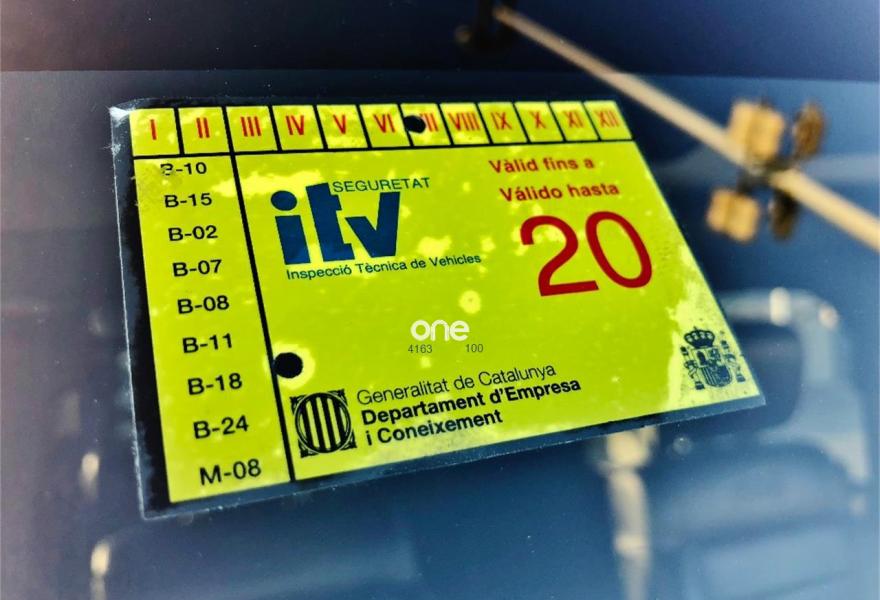 I II III IV V VI VII VIII IX X XI XII
B-10
B-15
B-02
B-07
B-08
B-11
B-18
B-24
M-08
SEGURETAT
itv
Inspecció Tècnica de Vehicles
Vàlid fins a
Válido hasta
20
one
4163 100
Generalitat de Catalunya
Departament d'Empresa
i Coneixement